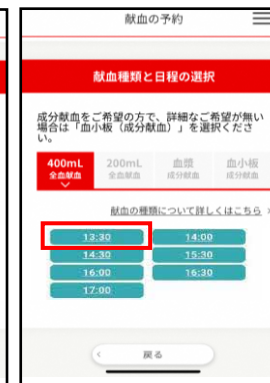 献血の予約
献血種類と日程の選択
成分献血をご希望の方で、詳細なご希望が無い
場合は「血小板（成分献血）」を選択くださ
い。
400mL 200mL 血漿 血小板
全血献血 全血献血 成分献血 成分献血
献血の種類について詳しくはこちら
13:30 14:00
14:30 15:30
16:00 16:30
17:00
戻る